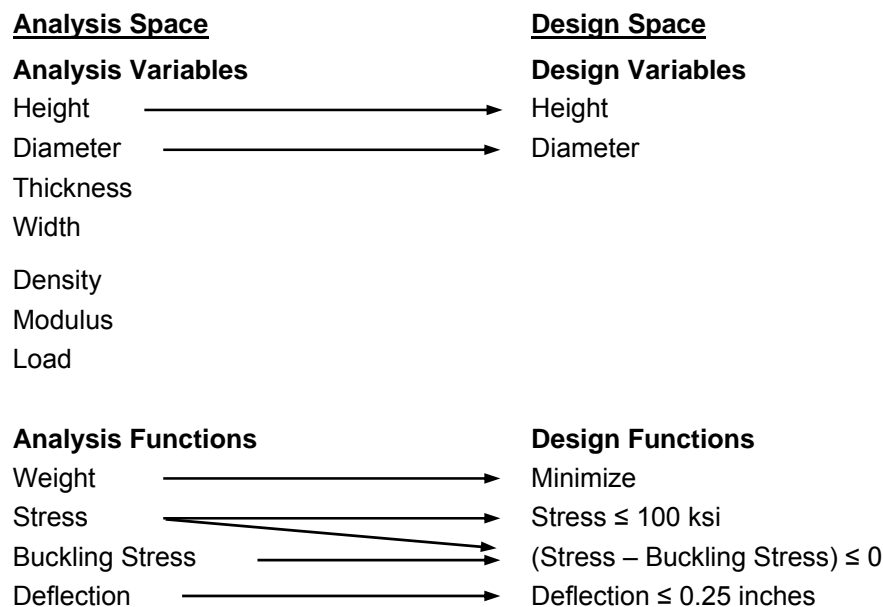 Analysis Space
Design Space
Analysis Variables
Design Variables
Height
Height
Diameter
Diameter
Thickness
Width
Density
Modulus
Load
Analysis Functions
Design Functions
Weight
Minimize
Stress
Stress ≤ 100 ksi
Buckling Stress
(Stress – Buckling Stress) ≤ 0
Deflection
Deflection ≤ 0.25 inches